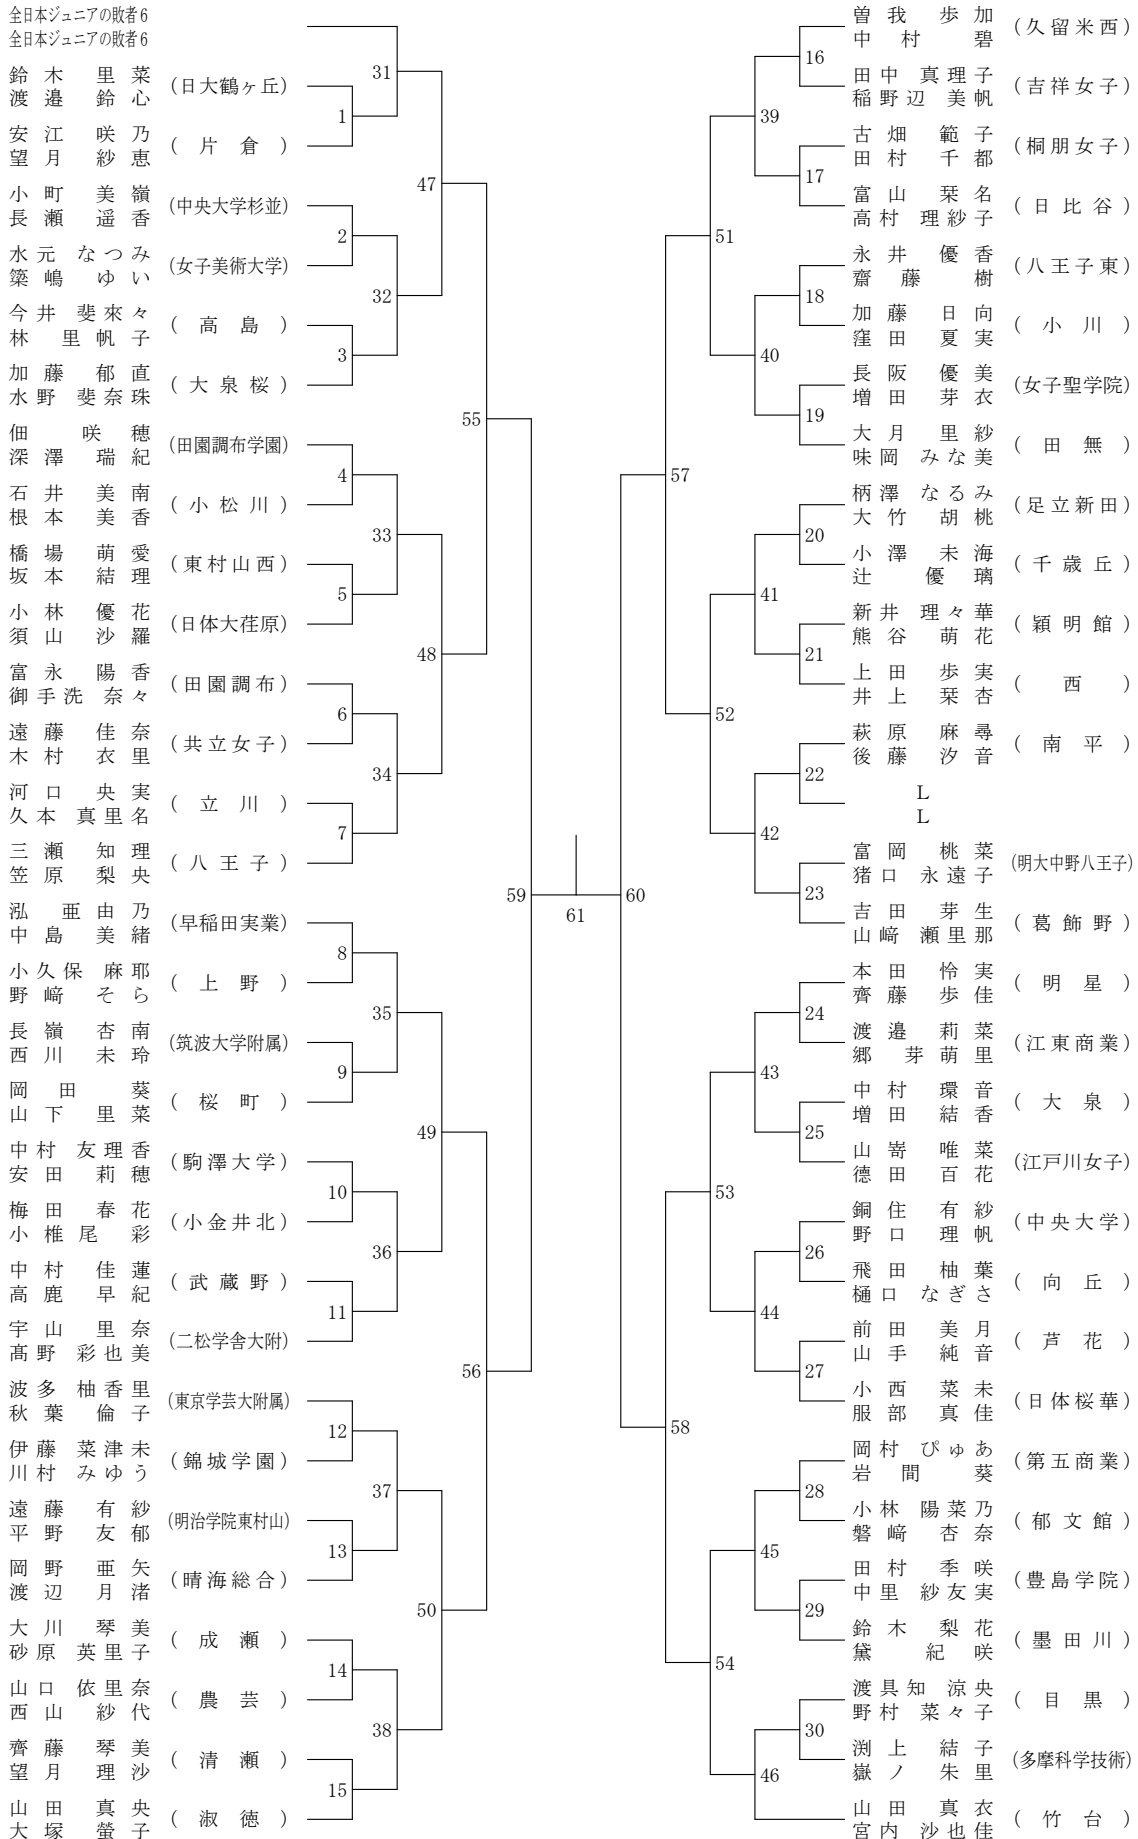 全日本ジュニアの敗者6
全日本ジュニアの敗者6
31
鈴木 里菜
渡邉 鈴心
(日大鶴ヶ丘)
1
安江 咲乃
望月 紗恵
(片倉)
47
小町 美嶺
長瀬 遥香
(中央大学杉並)
2
水元 なつみ
簗嶋 ゆい
(女子美術大学)
32
今井 斐來々
林 里帆子
(高島)
3
加藤 郁直
水野 斐奈珠
(大泉桜)
55
佃 咲穂
深澤 瑞紀
(田園調布学園)
4
石井 美南
根本 美香
(小松川)
33
橋場 萌愛
坂本 結理
(東村山西)
5
小林 優花
須山 沙羅
(日体大荏原)
48
富永 陽香
御手洗 奈々
(田園調布)
6
遠藤 佳奈
木村 衣里
(共立女子)
34
河口 央実
久本 真里名
(立川)
7
三瀬 知理
笠原 梨央
(八王子)
59
61
60
泓 亜由乃
中島 美緒
(早稲田実業)
8
小久保 麻耶
野﨑 そら
(上野)
35
長嶺 杏南
西川 未玲
(筑波大学附属)
9
岡田 葵
山下 里菜
(桜町)
49
中村 友理香
安田 莉穂
(駒澤大学)
10
梅田 春花
小椎尾 彩
(小金井北)
36
中村 佳蓮
高鹿 早紀
(武蔵野)
11
宇山 里奈
髙野 彩也美
(二松学舎大附)
56
波多 柚香里
秋葉 倫子
(東京学芸大附属)
12
伊藤 菜津未
川村 みゆう
(錦城学園)
37
遠藤 有紗
平野 友郁
(明治学院東村山)
13
岡野 亜矢
渡辺 月渚
(晴海総合)
50
大川 琴美
砂原 英里子
(成瀬)
14
山口 依里奈
西山 紗代
(農芸)
38
齊藤 琴美
望月 理沙
(清瀬)
15
山田 真央
大塚 螢子
(淑徳)
曽我 歩加
中村 碧
(久留米西)
16
田中 真理子
稲野辺 美帆
(吉祥女子)
39
古畑 範子
田村 千都
(桐朋女子)
17
富山 栞名
高村 理紗子
(日比谷)
51
永井 優香
齋藤 樹
(八王子東)
18
加藤 日向
窪田 夏実
(小川)
40
長阪 優美
増田 芽衣
(女子聖学院)
19
大月 里紗
味岡 みな美
(田無)
57
柄澤 なるみ
大竹 胡桃
(足立新田)
20
小澤 未海
辻 優璃
(千歳丘)
41
新井 理々華
熊谷 萌花
(穎明館)
21
上田 歩実
井上 栞杏
(西)
52
萩原 麻尋
後藤 汐音
(南平)
22
L
L
42
富岡 桃菜
猪口 永遠子
(明大中野八王子)
23
吉田 芽生
山﨑 瀬里那
(葛飾野)
本田 怜実
齊藤 歩佳
(明星)
24
渡邉 莉菜
郷 芽萌里
(江東商業)
43
中村 環音
増田 結香
(大泉)
25
山嵜 唯菜
德田 百花
(江戸川女子)
53
銅住 有紗
野口 理帆
(中央大学)
26
飛田 柚葉
樋口 なぎさ
(向丘)
44
前田 美月
山手 純音
(芦花)
27
小西 菜未
服部 真佳
(日体桜華)
58
岡村 ぴゅあ
岩間 葵
(第五商業)
28
小林 陽菜乃
磐﨑 杏奈
(郁文館)
45
田村 季咲
中里 紗友実
(豊島学院)
29
鈴木 梨花
黛 紀咲
(墨田川)
54
渡具知 涼央
野村 菜々子
(目黒)
30
渕上 結子
嶽ノ 朱里
(多摩科学技術)
46
山田 真衣
宮内 沙也佳
(竹台)